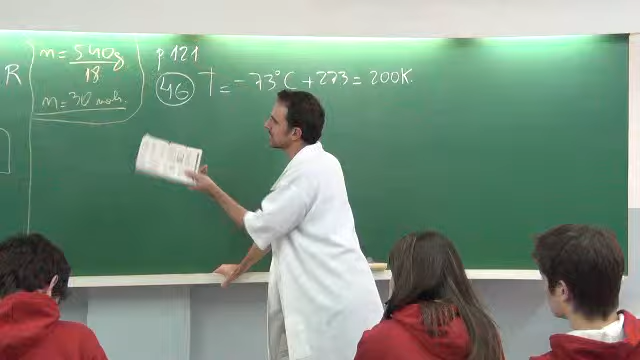 R
n = 540g
18
n = 30 mols.
p 121
46 T = -73°C + 273 = 200K.